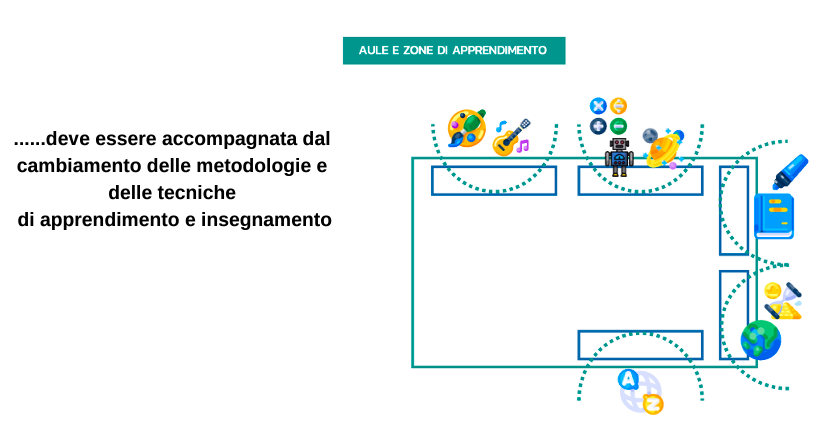 AULE E ZONE DI APPRENDIMENTO
......deve essere accompagnata dal
cambiamento delle metodologie e
delle tecniche
di apprendimento e insegnamento
A
Z